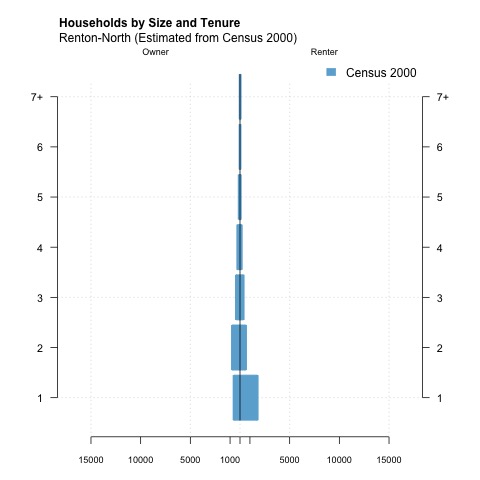 Households by Size and Tenure
Renton-North (Estimated from Census 2000)
Owner Renter
Census 2000
7+ 7+
6 6
5 5
4 4
3 3
2 2
1 1
15000 10000 5000 1000 5000 10000 15000